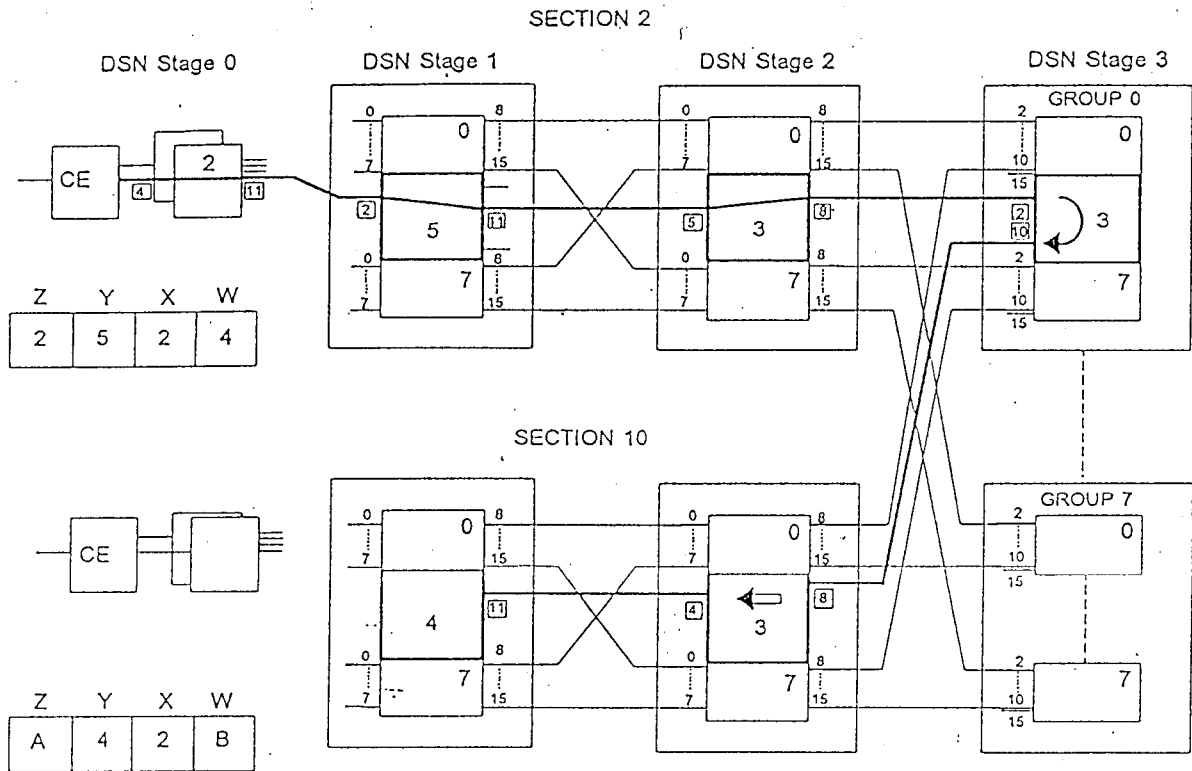 SECTION 2
DSN Stage 0
DSN Stage 1
DSN Stage 2
DSN Stage 3
GROUP 0
0 8 0 8 2
0 0 0
7 15 7 15 10
15
CE 2
4 11
2 11 5 8 2
5 3 10 3
0 8 0 8 2
7 7 7
7 15 7 15 10
15
Z Y X W
2 5 2 4
SECTION 10
GROUP 7
0 8 0 8 2
0 0 0
7 15 7 15 10
15
CE
11 4 8
4 3
0 8 0 8 2
7 7 7
7 15 7 15 10
15
Z Y X W
A 4 2 B